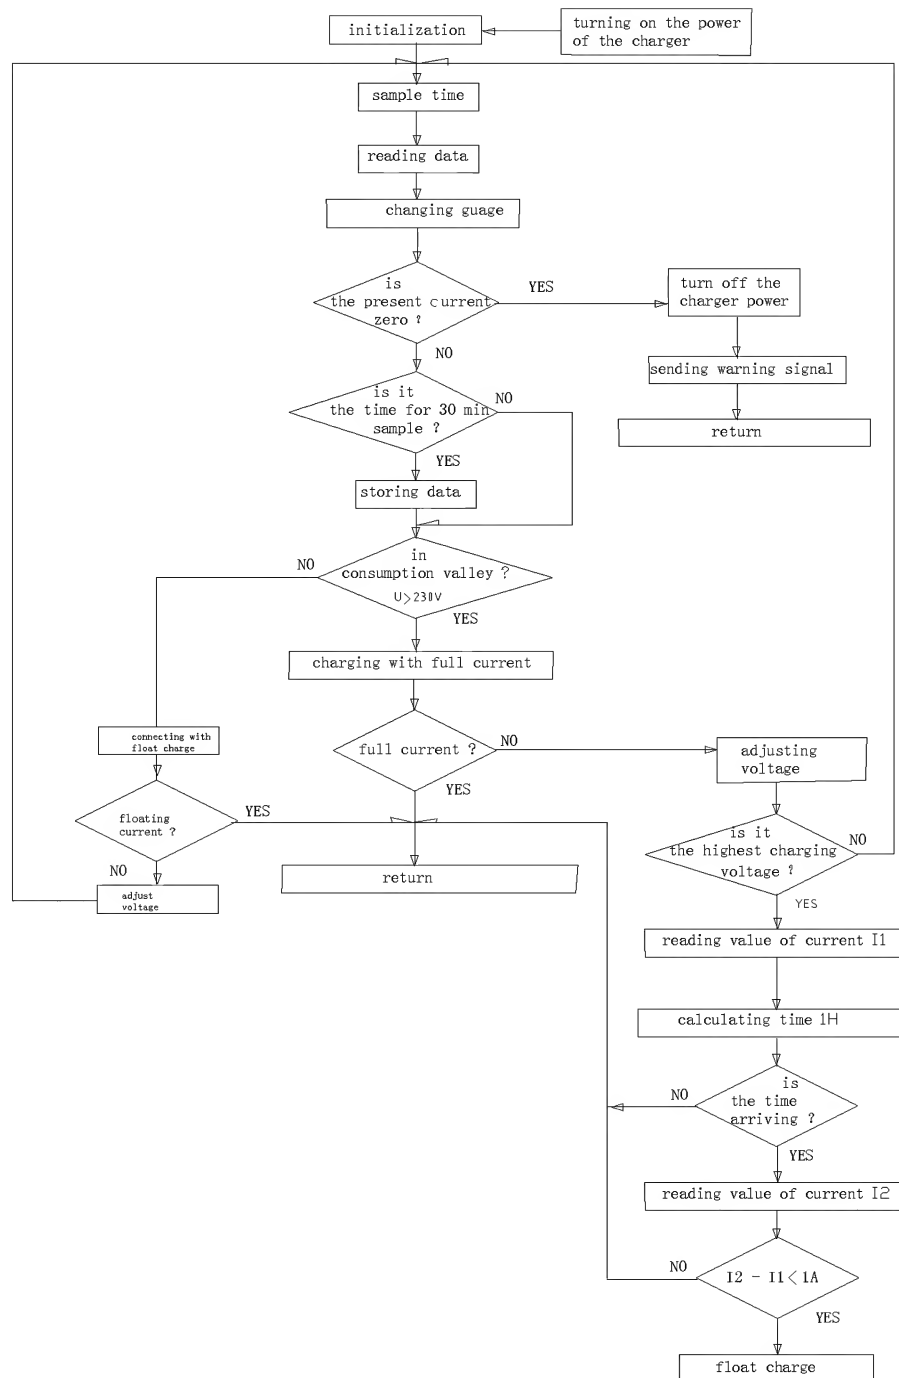 initialization
turning on the power
of the charger
sample time
reading data
changing guage
is
the present current
zero ?
YES
turn off the
charger power
NO
sending warning signal
return
is it
the time for 30 min
sample ?
NO
YES
storing data
in
consumption valley ?
U>230V
NO
YES
charging with full current
connecting with
float charge
full current ?
NO
adjusting
voltage
YES
floating
current ?
YES
NO
adjust
voltage
return
is it
the highest charging
voltage ?
NO
YES
reading value of current I1
calculating time 1H
is
the time
arriving ?
NO
YES
reading value of current I2
I2 - I1 < 1A
NO
YES
float charge